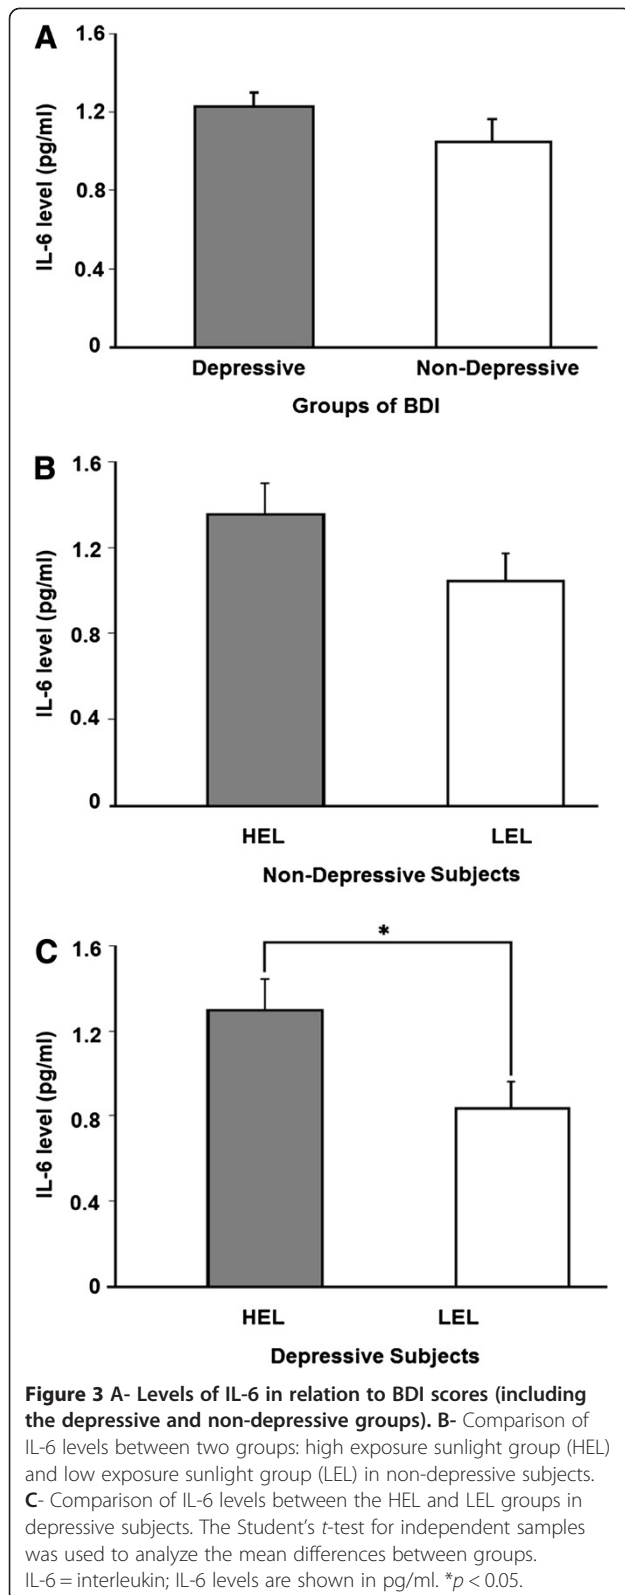 A
1.6
1.2
0.8
0.4
0
IL-6 level (pg/ml)
Depressive Non-Depressive
Groups of BDI
B
1.6
1.2
0.8
0.4
0
IL-6 level (pg/ml)
HEL LEL
Non-Depressive Subjects
C
1.6
1.2
0.8
0.4
0
IL-6 level (pg/ml)
*
HEL LEL
Depressive Subjects
Figure 3 A- Levels of IL-6 in relation to BDI scores (including
the depressive and non-depressive groups). B- Comparison of
IL-6 levels between two groups: high exposure sunlight group (HEL)
and low exposure sunlight group (LEL) in non-depressive subjects.
C- Comparison of IL-6 levels between the HEL and LEL groups in
depressive subjects. The Student's t-test for independent samples
was used to analyze the mean differences between groups.
IL-6 = interleukin; IL-6 levels are shown in pg/ml. *p < 0.05.